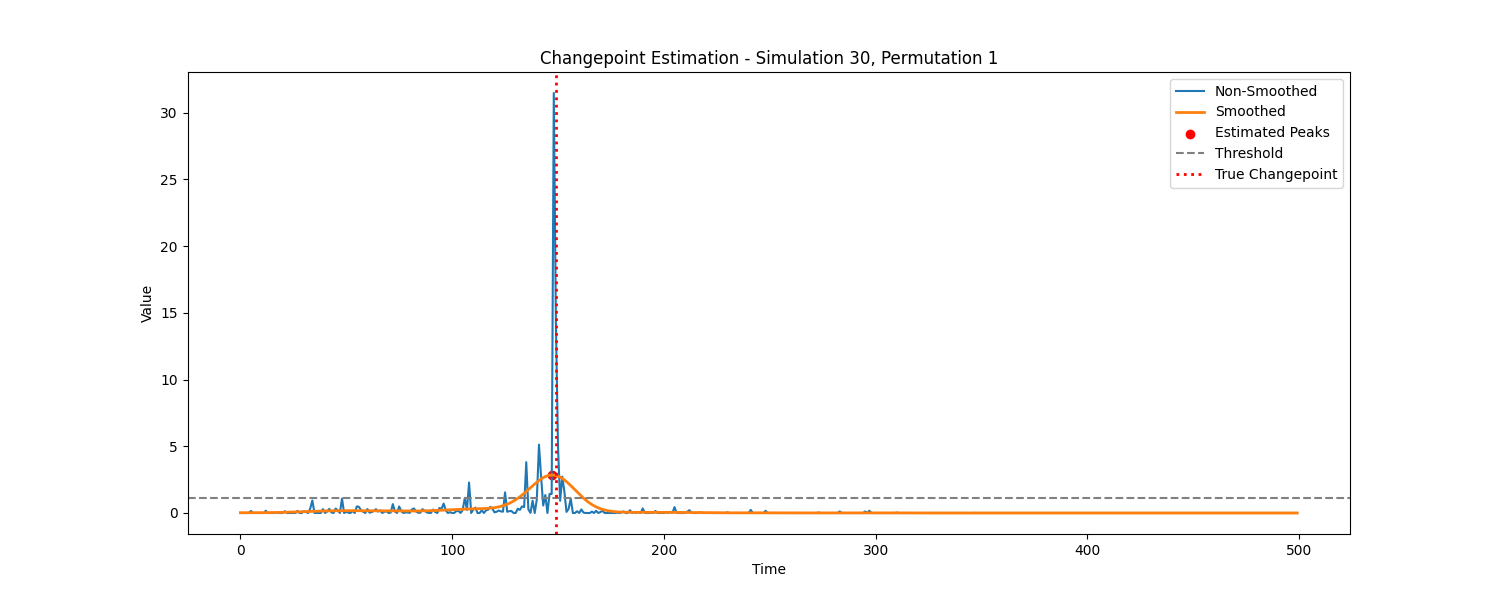 Changepoint Estimation - Simulation 30, Permutation 1
Non-Smoothed
Smoothed
Estimated Peaks
Threshold
True Changepoint
30
25
20
15
10
5
0
Value
0 100 200 300 400 500
Time